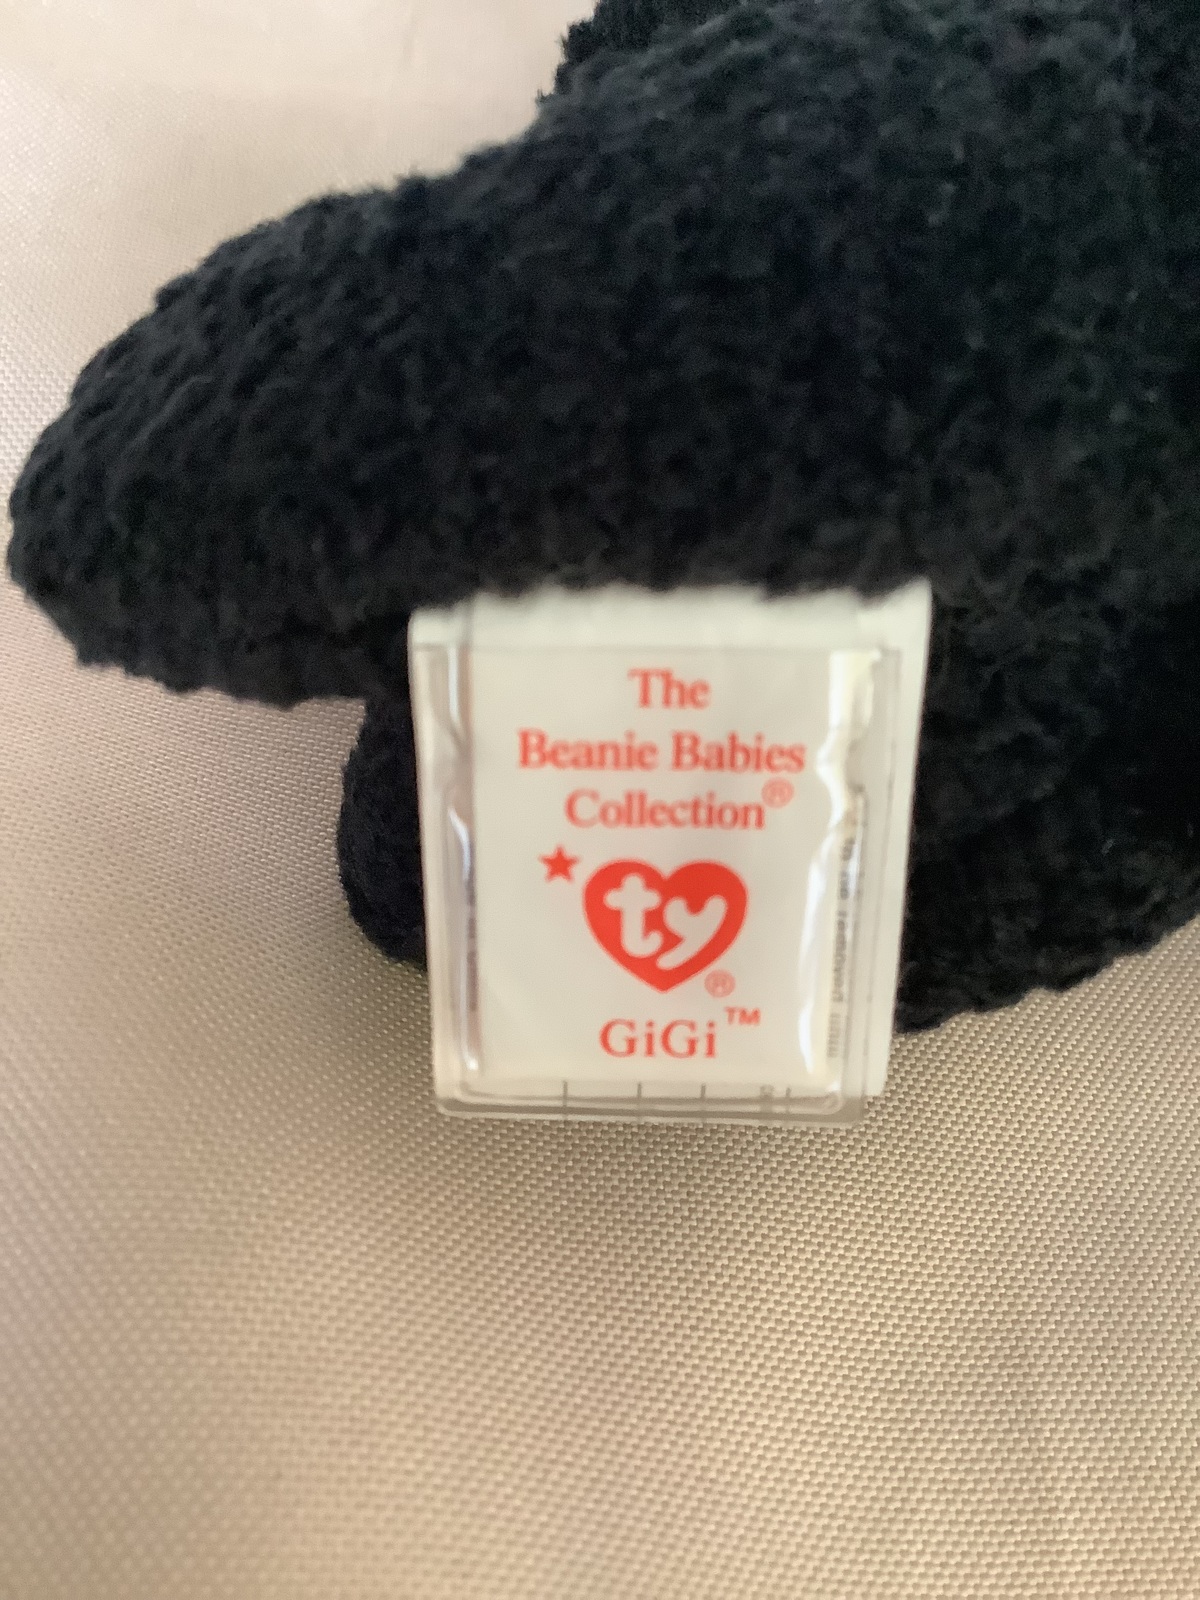 The
Beanie Babies
Collection®
ty®
GiGi™